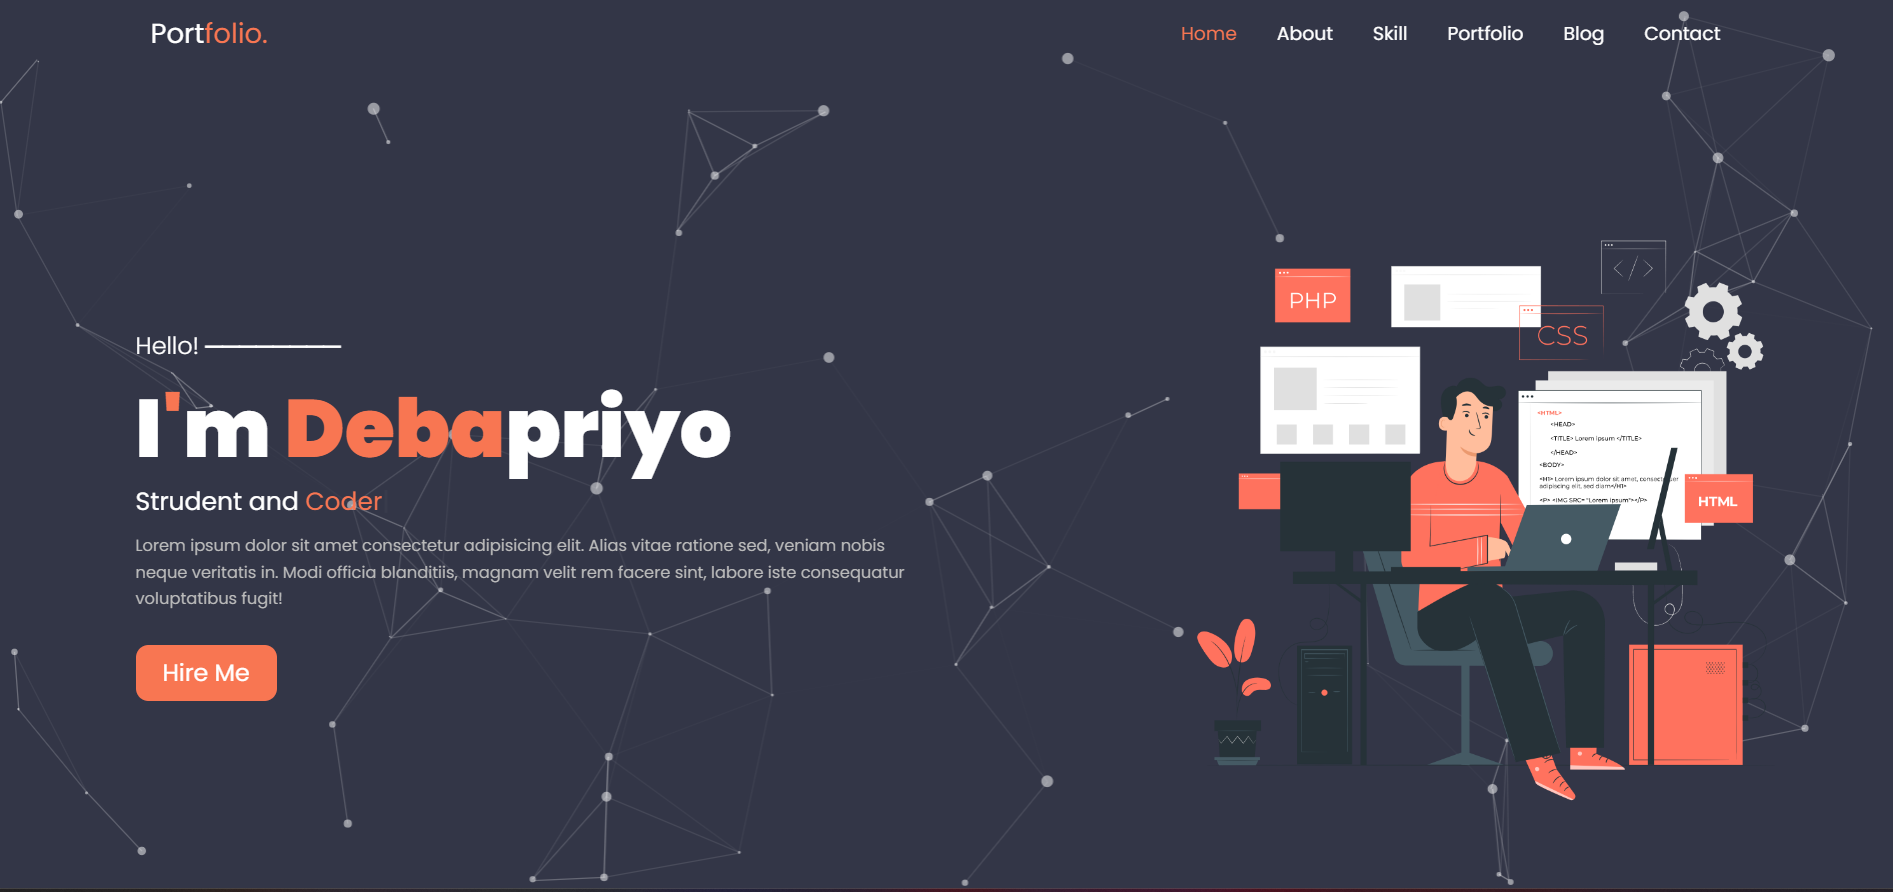 Portfolio.
Home About Skill Portfolio Blog Contact
Hello!
I'm Debapriyo
Strudent and Coder
Lorem ipsum dolor sit amet consectetur adipisicing elit. Alias vitae ratione sed, veniam nobis
neque veritatis in. Modi officia blanditiis, magnam velit rem facere sint, labore iste consequatur
voluptatibus fugit!
Hire Me
</>
PHP
CSS
<HTML>
<HEAD>
<TITLE> Lorem Ipsum </TITLE>
</HEAD>
<BODY>
<H1> Lorem ipsum dolor sit amet,
adipiscing elit, sed diam</H1>
<P> <IMG SRC="Lorem Ipsum"></P>
HTML